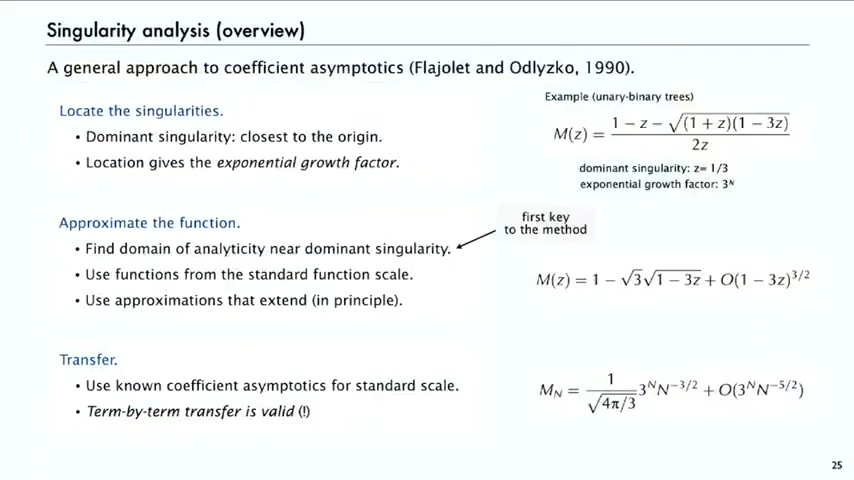 Singularity analysis (overview)
A general approach to coefficient asymptotics (Flajolet and Odlyzko, 1990).
Locate the singularities.
• Dominant singularity: closest to the origin.
• Location gives the exponential growth factor.
Example (unary-binary trees)
M(z) = \frac{1 − z − \sqrt{(1 + z)(1 − 3z)}}{2z}
dominant singularity: z= 1/3
exponential growth factor: 3^N
Approximate the function.
• Find domain of analyticity near dominant singularity.
• Use functions from the standard function scale.
• Use approximations that extend (in principle).
first key
to the method
M(z) = 1 − √3√(1 − 3z) + O(1 − 3z)^{3/2}
Transfer.
• Use known coefficient asymptotics for standard scale.
• Term-by-term transfer is valid (!)
M_N = \frac{1}{\sqrt{4π/3}} 3^N N^{−3/2} + O(3^N N^{−5/2})
25